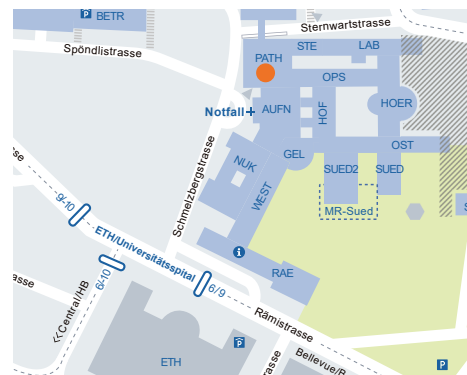 BETR
P
Sternwartstrasse
Spöndlistrasse
STE
LAB
PATH
OPS
Notfall
AUFN
HOF
HOER
NUK
GEL
OST
SUED2
SUED
WEST
MR-Sued
Schmelzbergstrasse
9/10
ETH/Universitätsspital
i
RAE
6/10
6/9
<<Central/HB
Rämistrasse
P
ETH
Bellevue/
P